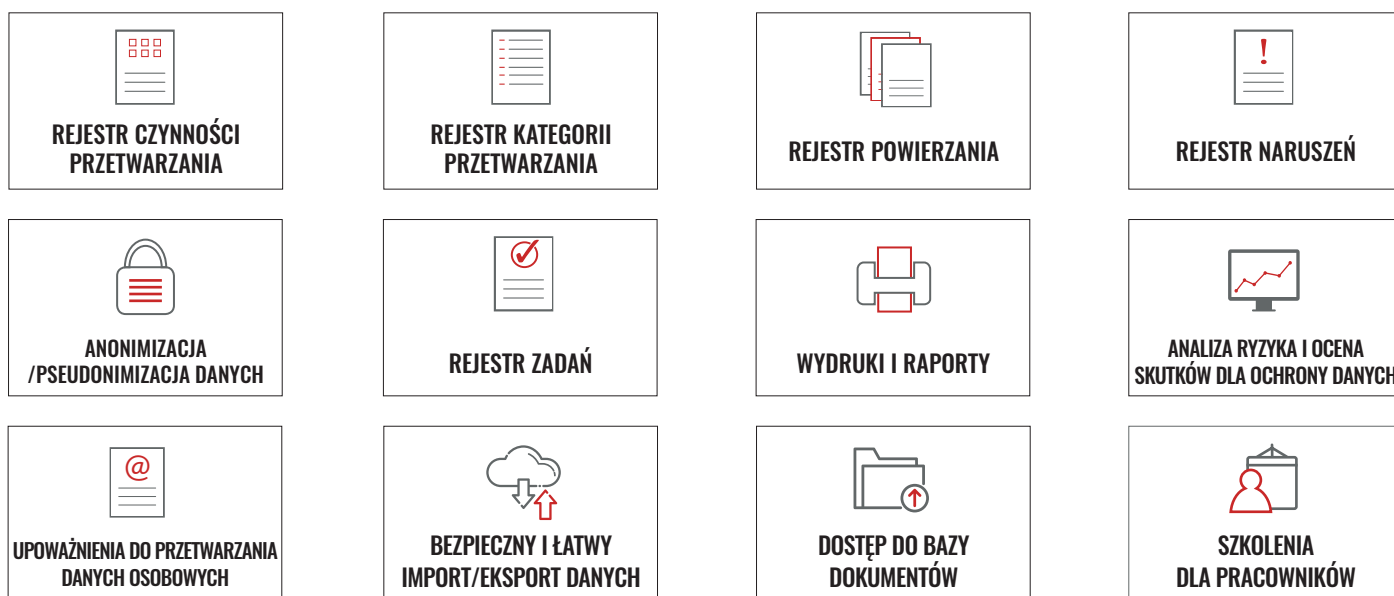 REJESTR CZYNNOŚCI
PRZETWARZANIA
REJESTR KATEGORII
PRZETWARZANIA
REJESTR POWIERZANIA
!
REJESTR NARUSZEŃ
ANONIMIZACJA
/PSEUDONIMIZACJA DANYCH
REJESTR ZADAŃ
WYDRUKI I RAPORTY
ANALIZA RYZYKA I OCENA
SKUTKÓW DLA OCHRONY DANYCH
@
UPOWAŻNIENIA DO PRZETWARZANIA
DANYCH OSOBOWYCH
BEZPIECZNY I ŁATWY
IMPORT/EKSPORT DANYCH
DOSTĘP DO BAZY
DOKUMENTÓW
SZKOLENIA
DLA PRACOWNIKÓW